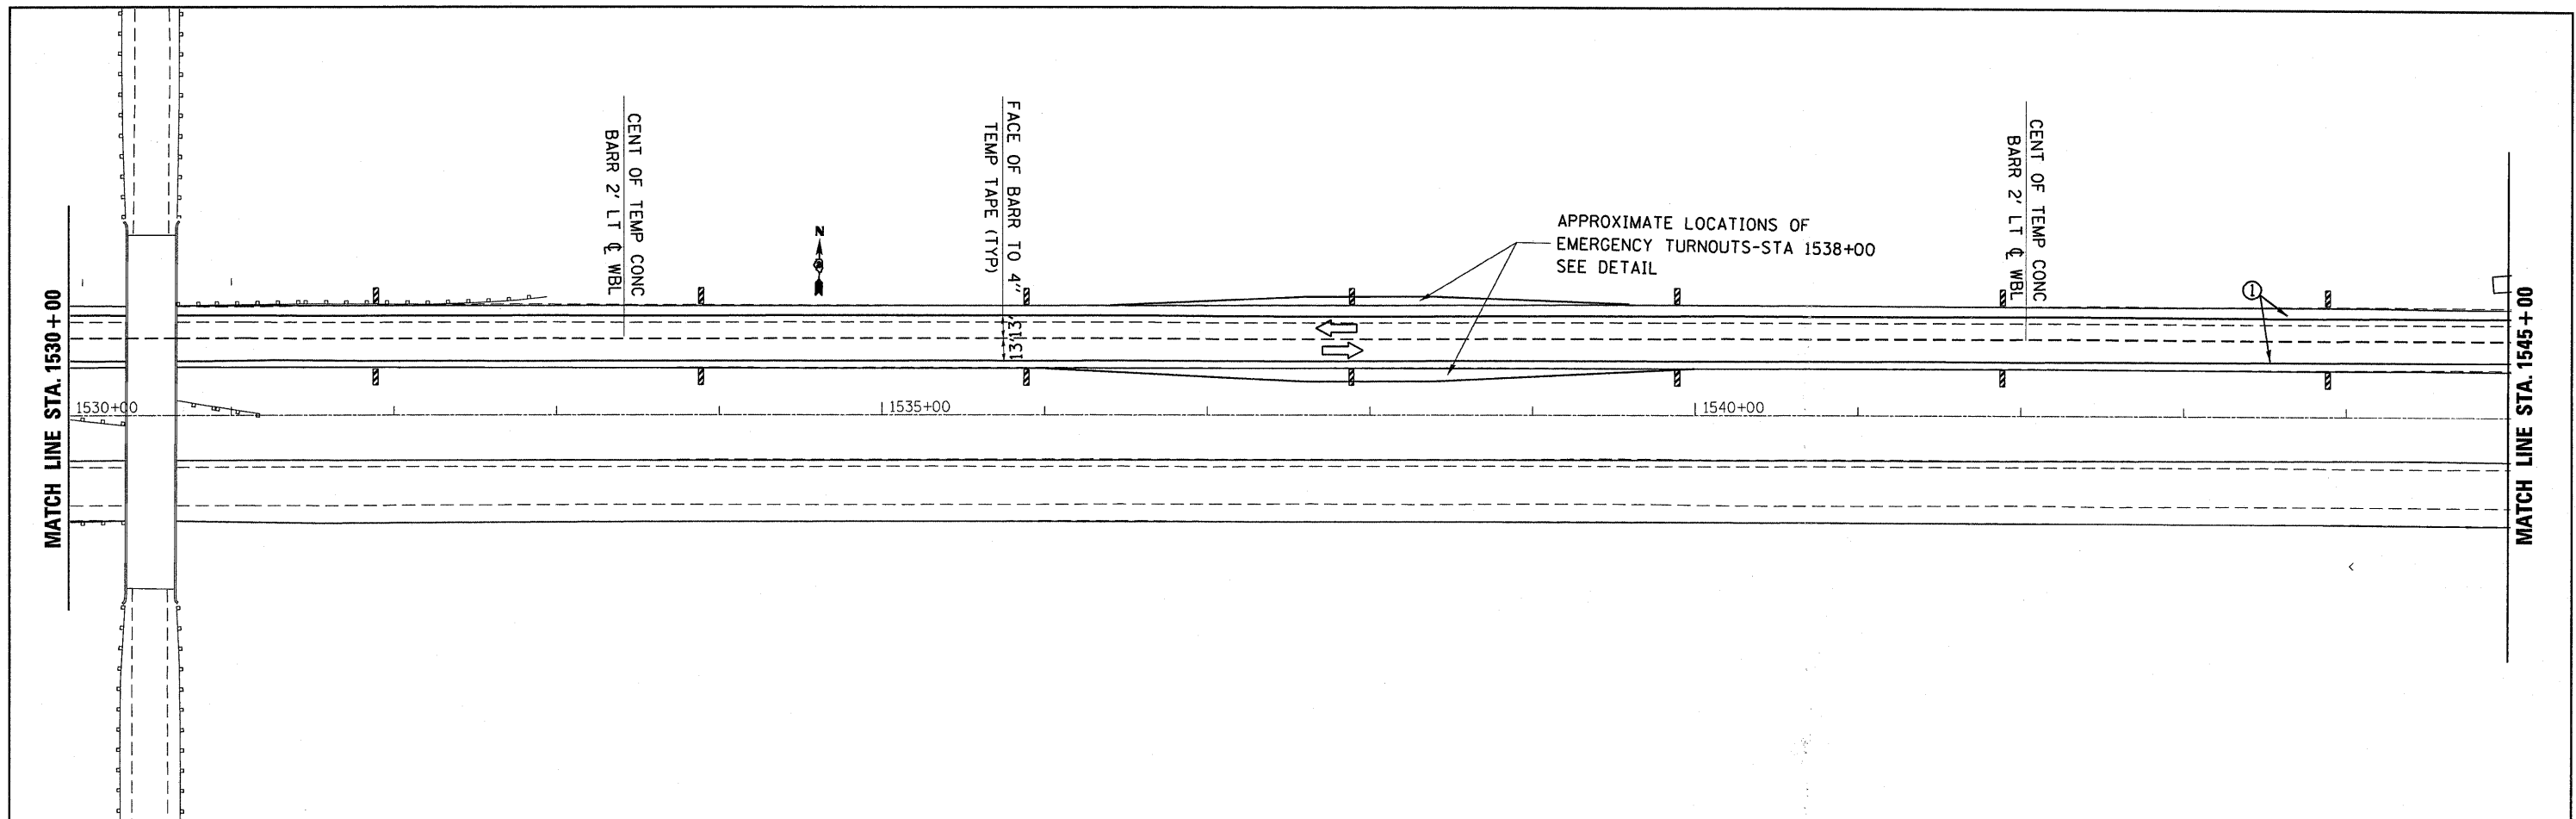 MATCH LINE STA. 1530+00
CENT OF TEMP CONC
BARR 2' LT ℄ WBL
N
FACE OF BARR TO 4"
TEMP TAPE (TYP)
13'
13'
APPROXIMATE LOCATIONS OF
EMERGENCY TURNOUTS-STA 1538+00
SEE DETAIL
CENT OF TEMP CONC
BARR 2' LT ℄ WBL
1
1530+00
1535+00
1540+00
MATCH LINE STA. 1545+00